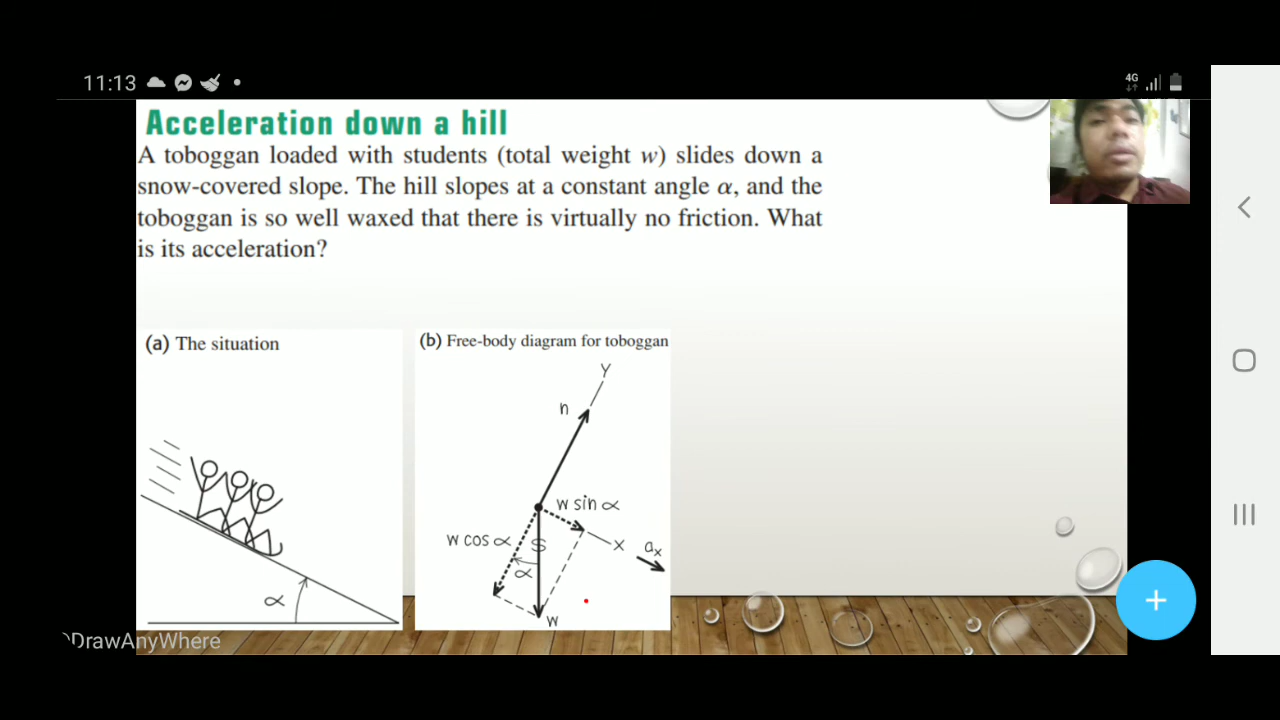 11:13
4G
Acceleration down a hill
A toboggan loaded with students (total weight w) slides down a
snow-covered slope. The hill slopes at a constant angle α, and the
toboggan is so well waxed that there is virtually no friction. What
is its acceleration?
(a) The situation
(b) Free-body diagram for toboggan
y
n
w sin α
w cos α
x
ax
α
w
α
DrawAnyWhere